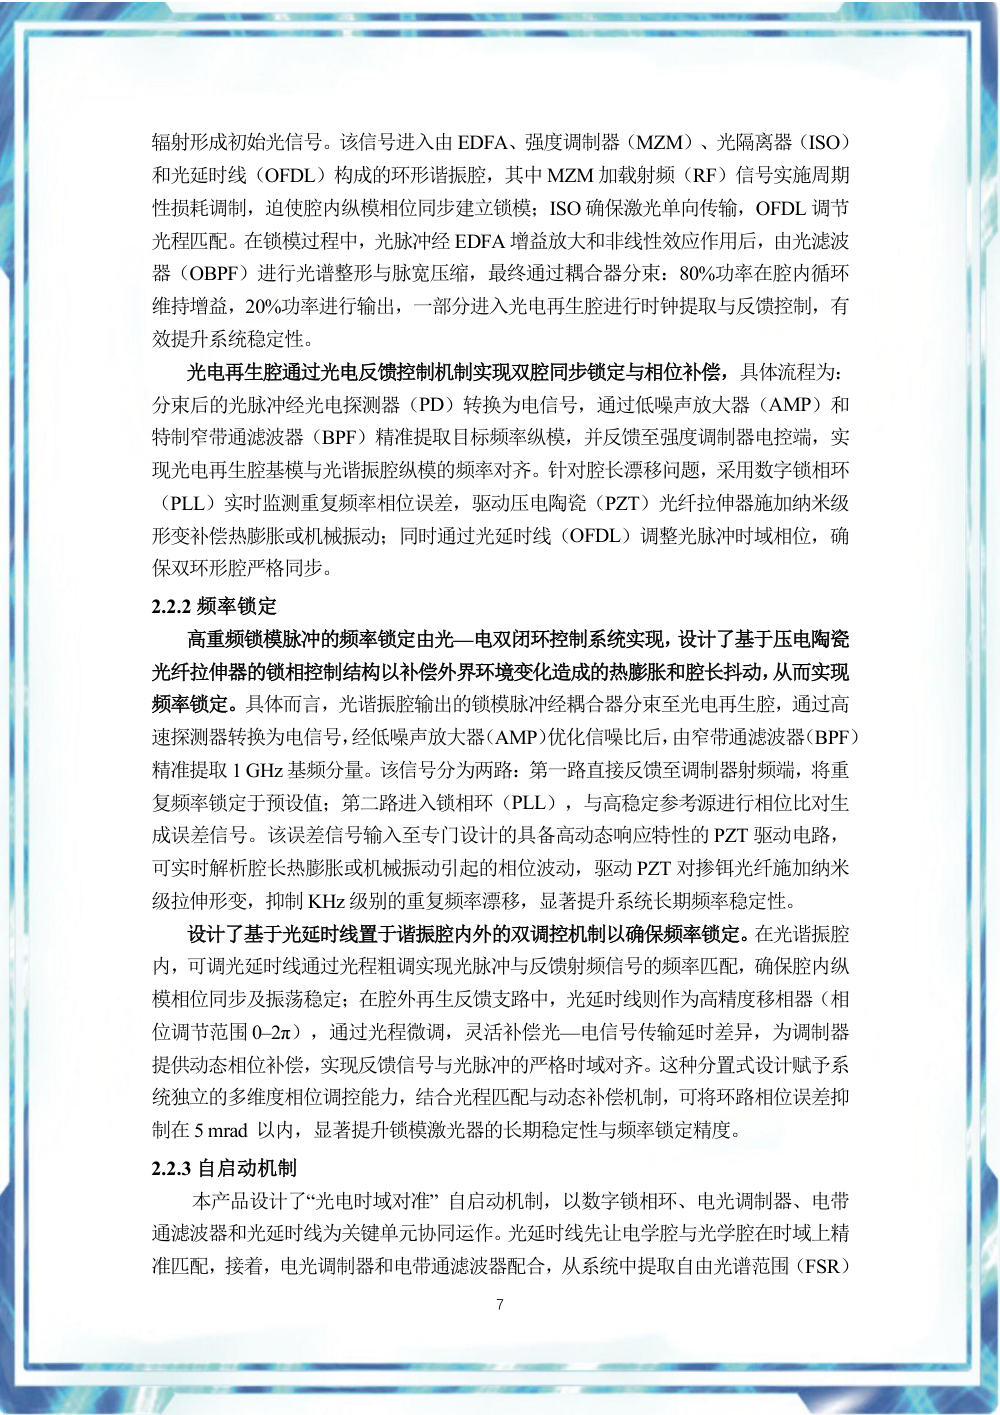 辐射形成初始光信号。该信号进入由 EDFA、强度调制器（MZM）、光隔离器（ISO）
和光延时线（OFDL）构成的环形谐振腔，其中 MZM 加载射频（RF）信号实施周期
性损耗调制，迫使腔内纵模相位同步建立锁模；ISO 确保激光单向传输，OFDL 调节
光程匹配。在锁模过程中，光脉冲经 EDFA 增益放大和非线性效应作用后，由光滤波
器（OBPF）进行光谱整形与脉宽压缩，最终通过耦合器分束：80%功率在腔内循环
维持增益，20%功率进行输出，一部分进入光电再生腔进行时钟提取与反馈控制，有
效提升系统稳定性。
光电再生腔通过光电反馈控制机制实现双腔同步锁定与相位补偿，具体流程为：
分束后的光脉冲经光电探测器（PD）转换为电信号，通过低噪声放大器（AMP）和
特制窄带通滤波器（BPF）精准提取目标频率纵模，并反馈至强度调制器电控端，实
现光电再生腔基模与光谐振腔纵模的频率对齐。针对腔长漂移问题，采用数字锁相环
（PLL）实时监测重复频率相位误差，驱动压电陶瓷（PZT）光纤拉伸器施加纳米级
形变补偿热膨胀或机械振动；同时通过光延时线（OFDL）调整光脉冲时域相位，确
保双环形腔严格同步。
2.2.2 频率锁定
高重频锁模脉冲的频率锁定由光—电双闭环控制系统实现，设计了基于压电陶瓷
光纤拉伸器的锁相控制结构以补偿外界环境变化造成的热膨胀和腔长抖动，从而实现
频率锁定。具体而言，光谐振腔输出的锁模脉冲经耦合器分束至光电再生腔，通过高
速探测器转换为电信号，经低噪声放大器（AMP）优化信噪比后，由窄带通滤波器（BPF）
精准提取 1 GHz 基频分量。该信号分为两路：第一路直接反馈至调制器射频端，将重
复频率锁定于预设值；第二路进入锁相环（PLL），与高稳定参考源进行相位比对生
成误差信号。该误差信号输入至专门设计的具备高动态响应特性的 PZT 驱动电路，
可实时解析腔长热膨胀或机械振动引起的相位波动，驱动 PZT 对掺铒光纤施加纳米
级拉伸形变，抑制 KHz 级别的重复频率漂移，显著提升系统长期频率稳定性。
设计了基于光延时线置于谐振腔内外的双调控机制以确保频率锁定。在光谐振腔
内，可调光延时线通过光程粗调实现光脉冲与反馈射频信号的频率匹配，确保腔内纵
模相位同步及振荡稳定；在腔外再生反馈支路中，光延时线则作为高精度移相器（相
位调节范围 0–2π），通过光程微调，灵活补偿光—电信号传输延时差异，为调制器
提供动态相位补偿，实现反馈信号与光脉冲的严格时域对齐。这种分置式设计赋予系
统独立的多维度相位调控能力，结合光程匹配与动态补偿机制，可将环路相位误差抑
制在 5 mrad 以内，显著提升锁模激光器的长期稳定性与频率锁定精度。
2.2.3 自启动机制
本产品设计了“光电时域对准” 自启动机制，以数字锁相环、电光调制器、电带
通滤波器和光延时线为关键单元协同运作。光延时线先让电学腔与光学腔在时域上精
准匹配，接着，电光调制器和电带通滤波器配合，从系统中提取自由光谱范围（FSR）
7